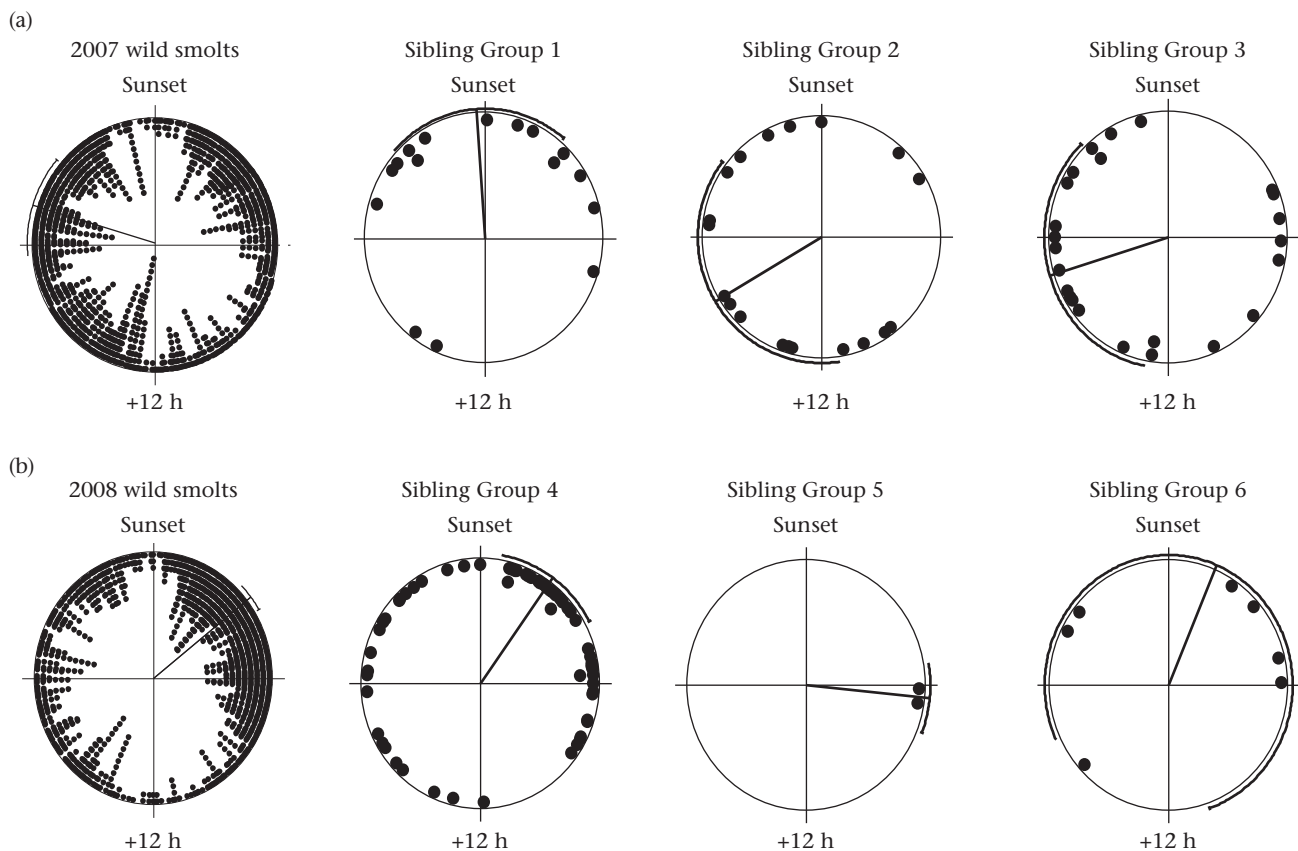 (a)
2007 wild smolts
Sunset
+12 h
Sibling Group 1
Sunset
+12 h
Sibling Group 2
Sunset
+12 h
Sibling Group 3
Sunset
+12 h
(b)
2008 wild smolts
Sunset
+12 h
Sibling Group 4
Sunset
+12 h
Sibling Group 5
Sunset
+12 h
Sibling Group 6
Sunset
+12 h